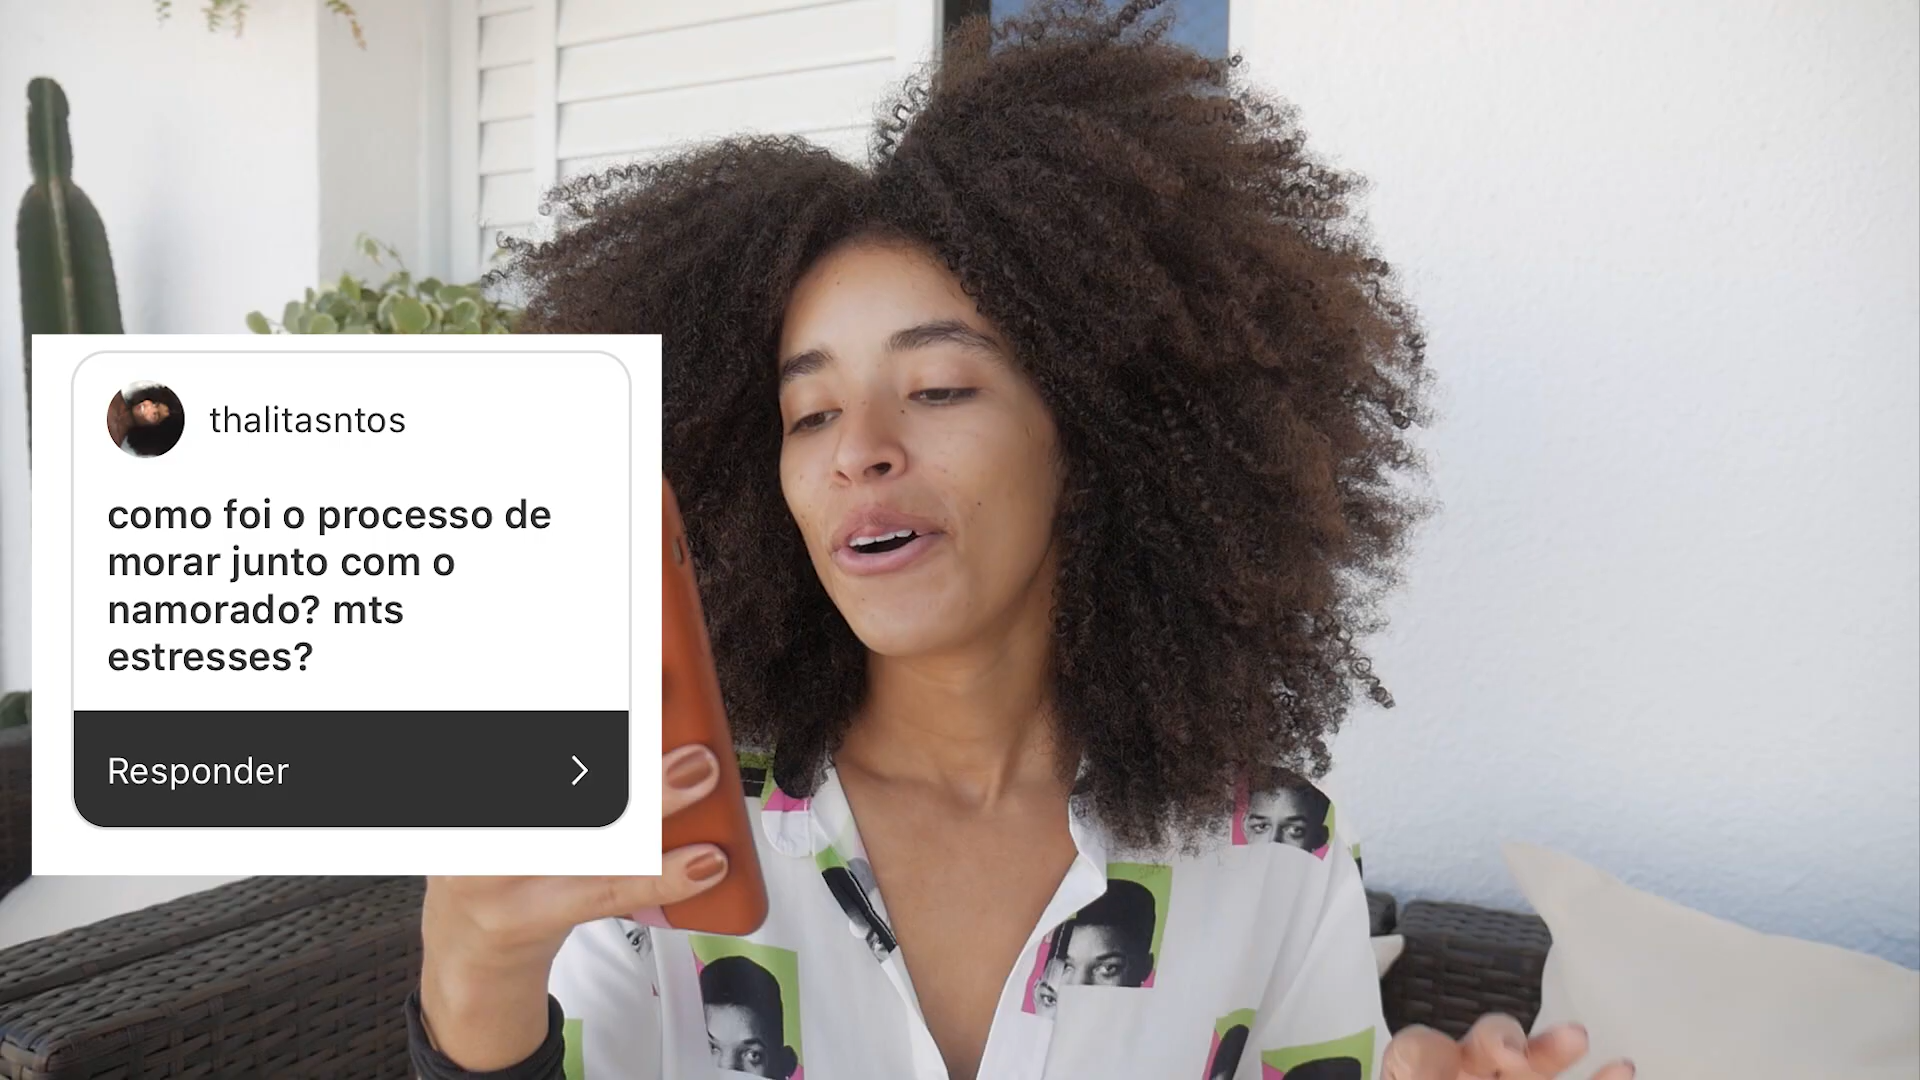 thalitasntos
como foi o processo de
morar junto com o
namorado? mts
estresses?
Responder